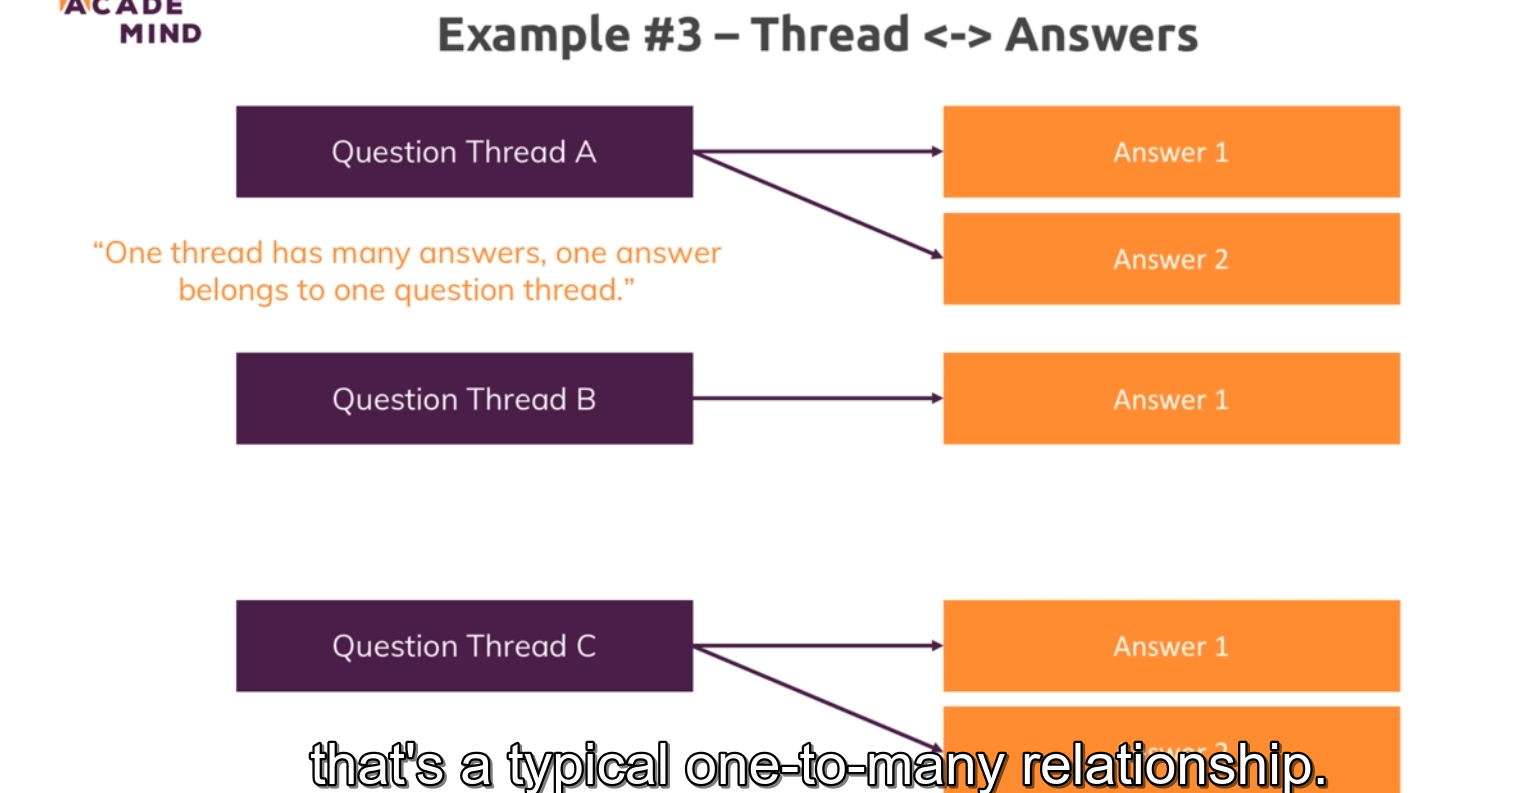 ACADE
MIND
Example #3 – Thread <-> Answers
Question Thread A
Answer 1
Answer 2
“One thread has many answers, one answer
belongs to one question thread.”
Question Thread B
Answer 1
Question Thread C
Answer 1
that's a typical one-to-many relationship.